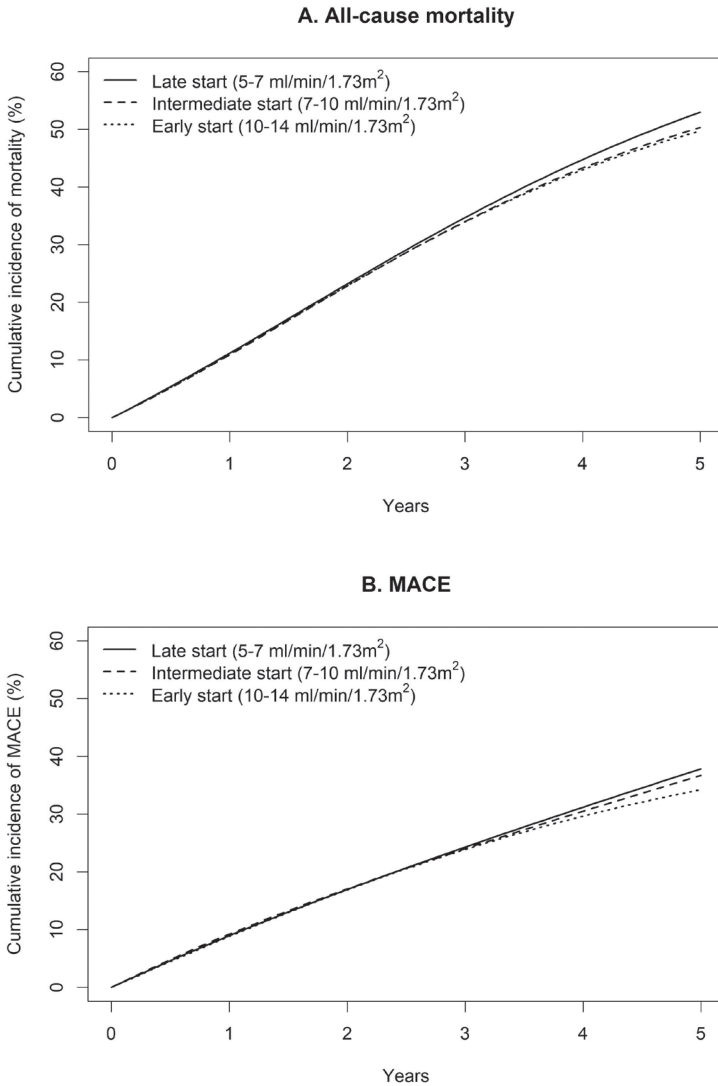 A. All-cause mortality
Cumulative incidence of mortality (%)
60
50
40
30
20
10
0
Late start (5-7 ml/min/1.73m²)
Intermediate start (7-10 ml/min/1.73m²)
Early start (10-14 ml/min/1.73m²)
0 1 2 3 4 5
Years
B. MACE
Cumulative incidence of MACE (%)
60
50
40
30
20
10
0
Late start (5-7 ml/min/1.73m²)
Intermediate start (7-10 ml/min/1.73m²)
Early start (10-14 ml/min/1.73m²)
0 1 2 3 4 5
Years